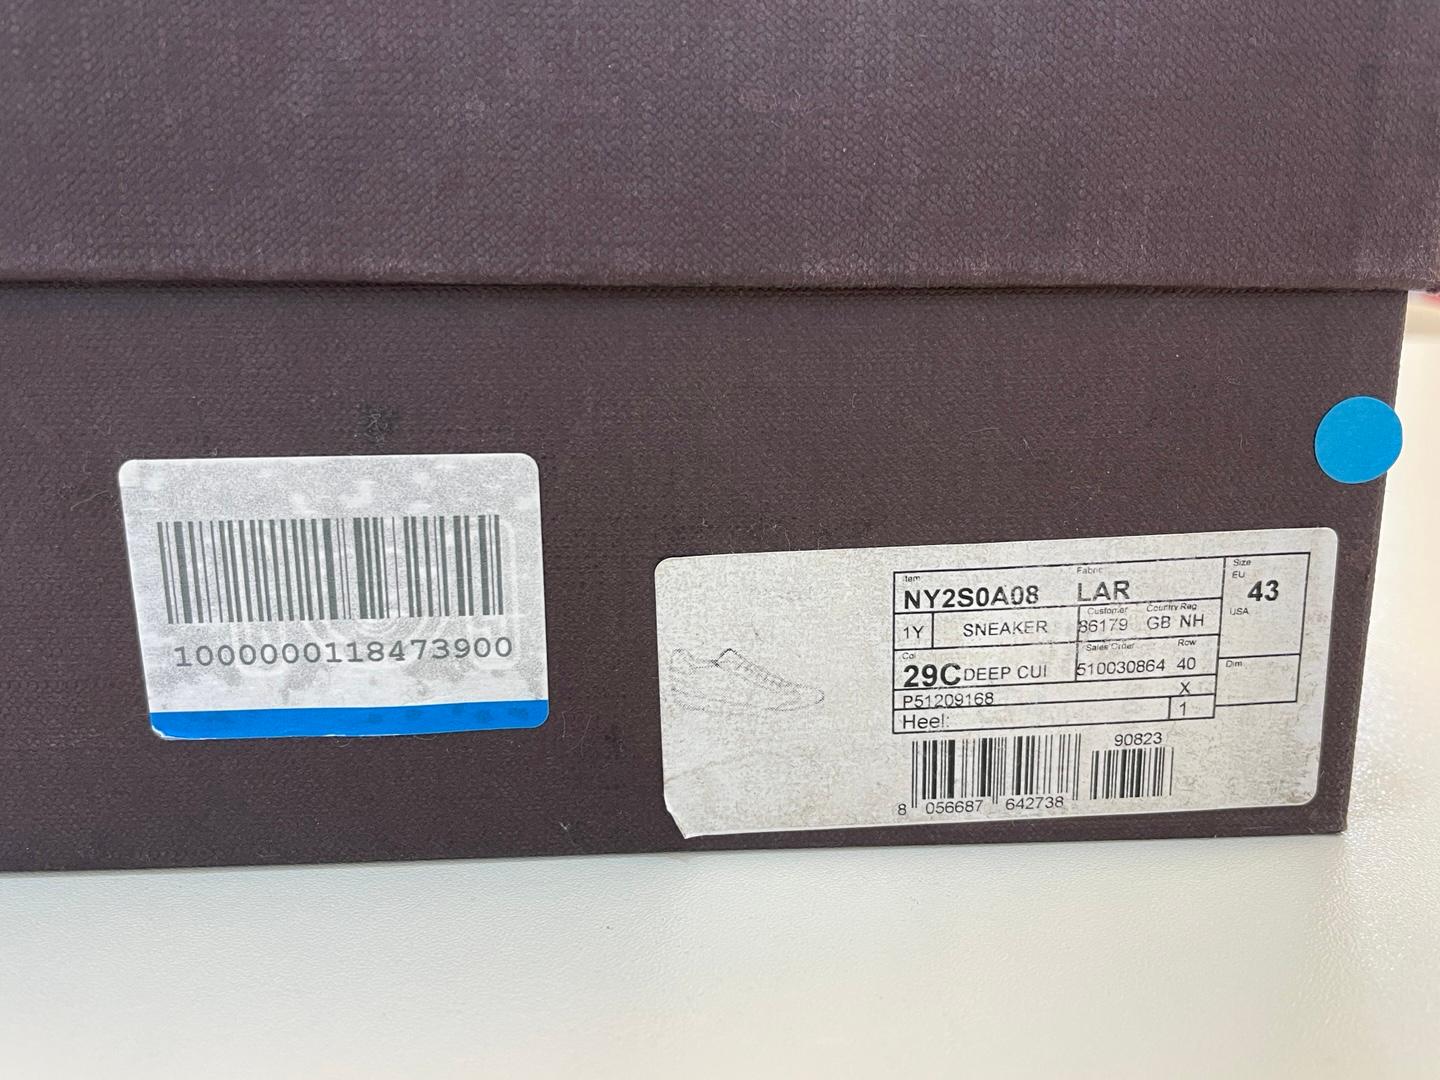 1000000118473900
Item
Fabric
NY2S0A08 LAR
1Y SNEAKER
Customer Country Reg
86179 GB NH
Col
Sales Order Row
29C DEEP CUI 510030864 40
P51209168 X
Heel: 1
Size
EU
43
USA
Dim
90823
8 056687 642738